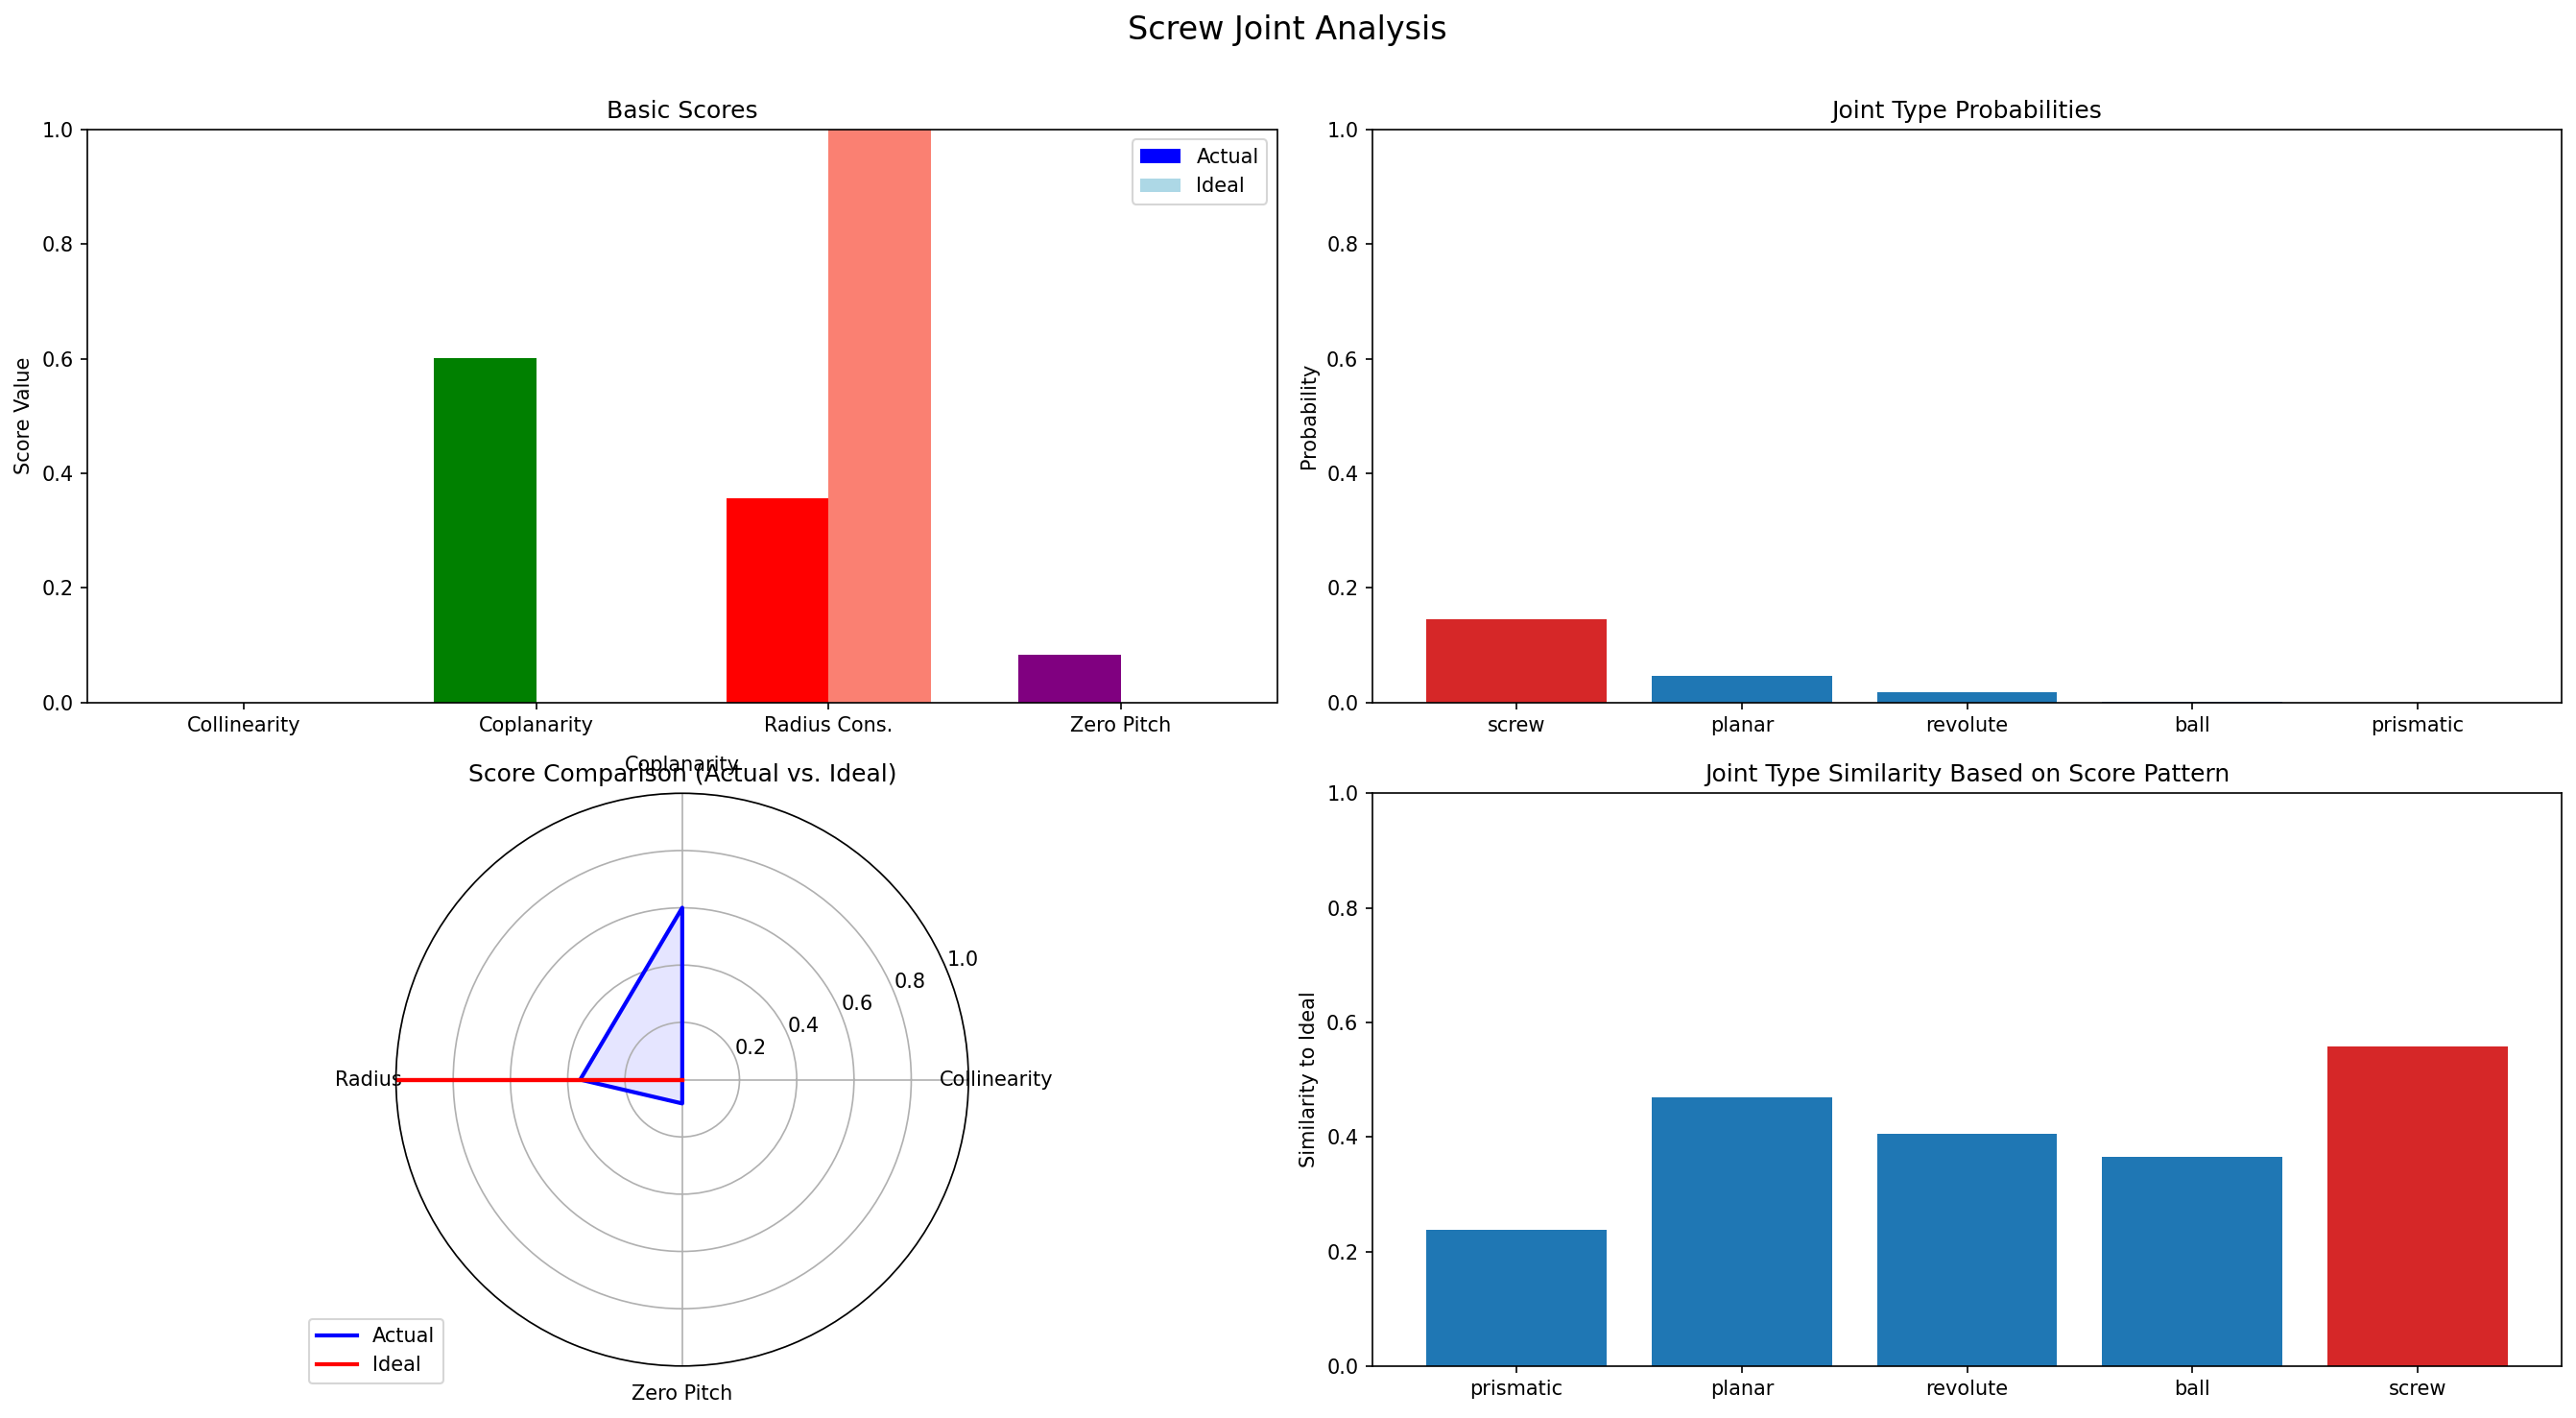 Screw Joint Analysis
Basic Scores
Score Value
1.0
0.8
0.6
0.4
0.2
0.0
Actual
Ideal
Collinearity
Coplanarity
Radius Cons.
Zero Pitch
Joint Type Probabilities
Probability
1.0
0.8
0.6
0.4
0.2
0.0
screw
planar
revolute
ball
prismatic
Score Comparison (Actual vs. Ideal)
Coplanarity
1.0
0.8
0.6
0.4
0.2
Radius
Collinearity
Zero Pitch
Actual
Ideal
Joint Type Similarity Based on Score Pattern
Similarity to Ideal
1.0
0.8
0.6
0.4
0.2
0.0
prismatic
planar
revolute
ball
screw